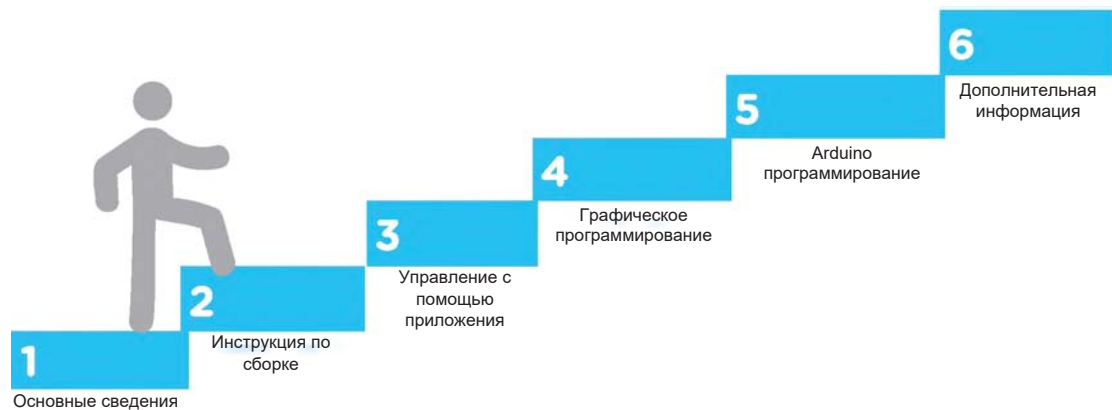 1
Основные сведения
2
Инструкция по
сборке
3
Управление с
помощью
приложения
4
Графическое
программирование
5
Arduino
программирование
6
Дополнительная
информация